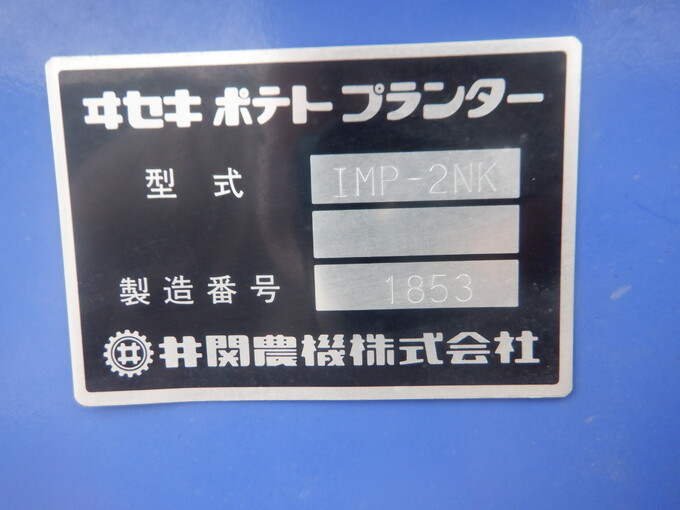 ヰセキ ポテトプランター
型式 IMP-2NK
製造番号 1853
井 井関農機株式会社